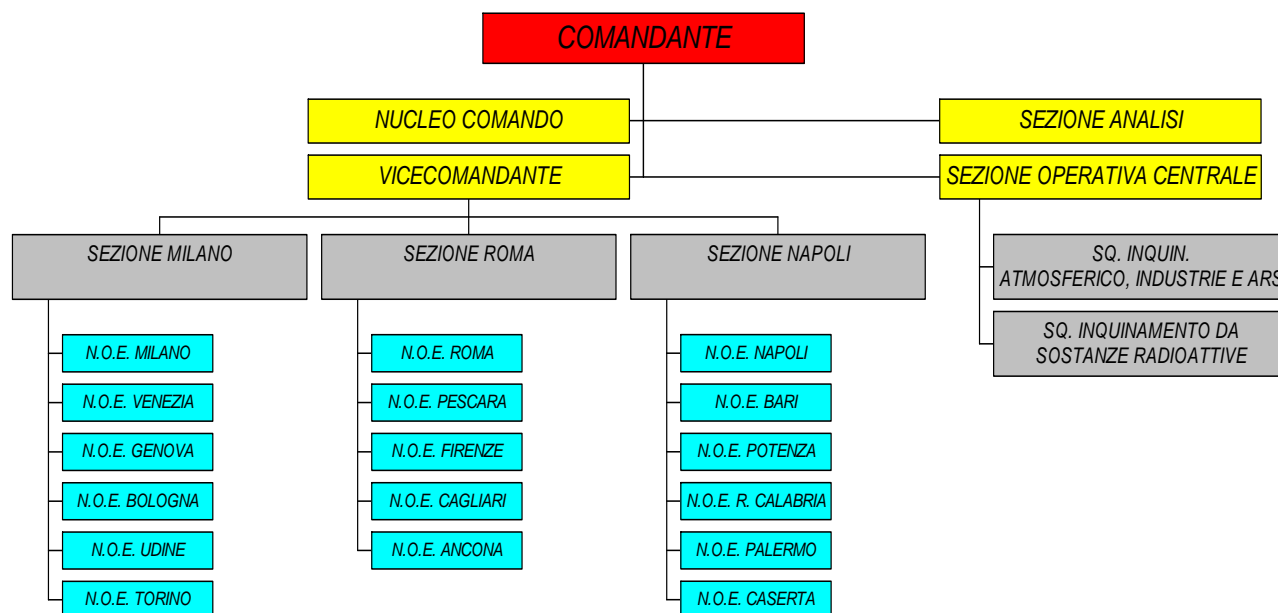 COMANDANTE
NUCLEO COMANDO
SEZIONE ANALISI
VICECOMANDANTE
SEZIONE OPERATIVA CENTRALE
SEZIONE MILANO
SEZIONE ROMA
SEZIONE NAPOLI
SQ. INQUIN.
ATMOSFERICO, INDUSTRIE E ARS
SQ. INQUINAMENTO DA
SOSTANZE RADIOATTIVE
N.O.E. MILANO
N.O.E. VENEZIA
N.O.E. GENOVA
N.O.E. BOLOGNA
N.O.E. UDINE
N.O.E. TORINO
N.O.E. ROMA
N.O.E. PESCARA
N.O.E. FIRENZE
N.O.E. CAGLIARI
N.O.E. ANCONA
N.O.E. NAPOLI
N.O.E. BARI
N.O.E. POTENZA
N.O.E. R. CALABRIA
N.O.E. PALERMO
N.O.E. CASERTA